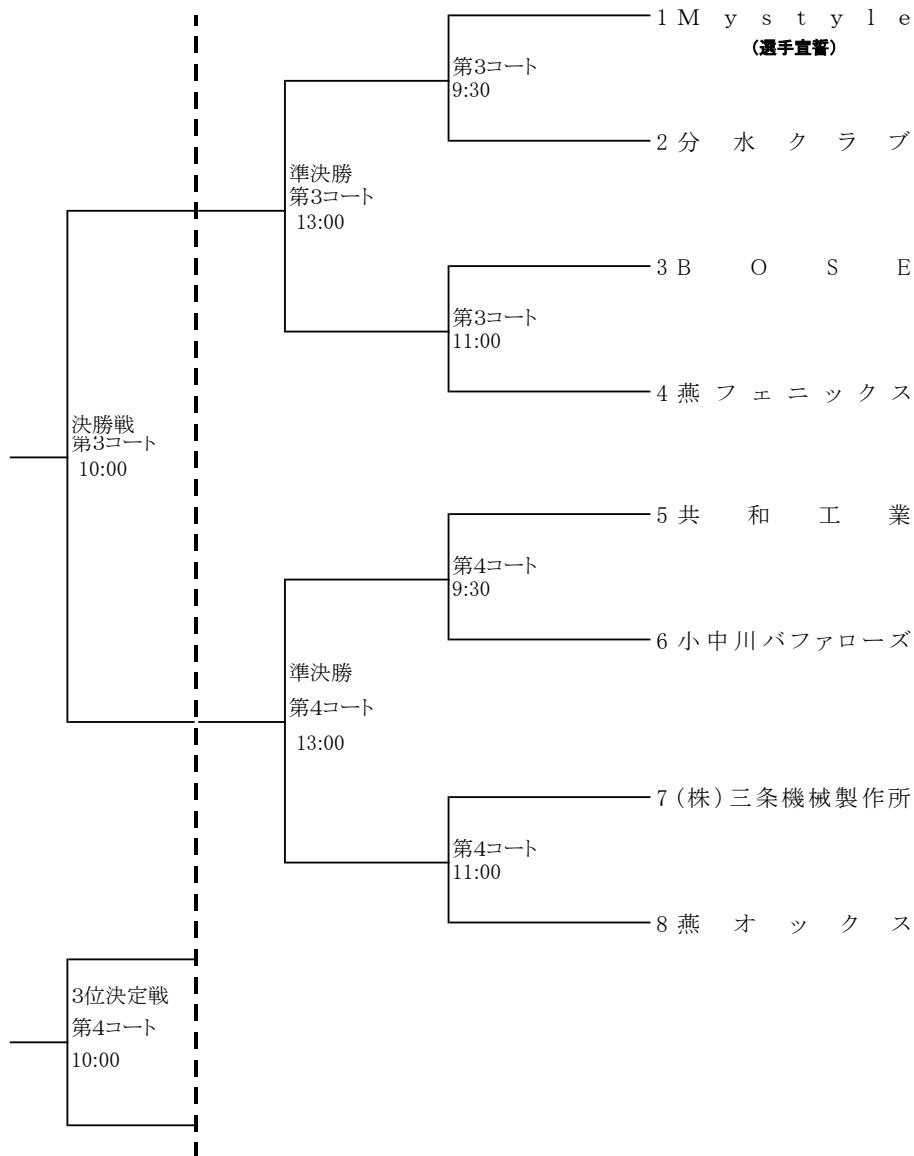 1 Mystyle
(選手宣誓)
第3コート
9:30
2 分水クラブ
準決勝
第3コート
13:00
3 BOSE
第3コート
11:00
4 燕フェニックス
決勝戦
第3コート
10:00
5 共和工業
第4コート
9:30
6 小中川バファローズ
準決勝
第4コート
13:00
7 (株)三条機械製作所
第4コート
11:00
8 燕オックス
3位決定戦
第4コート
10:00